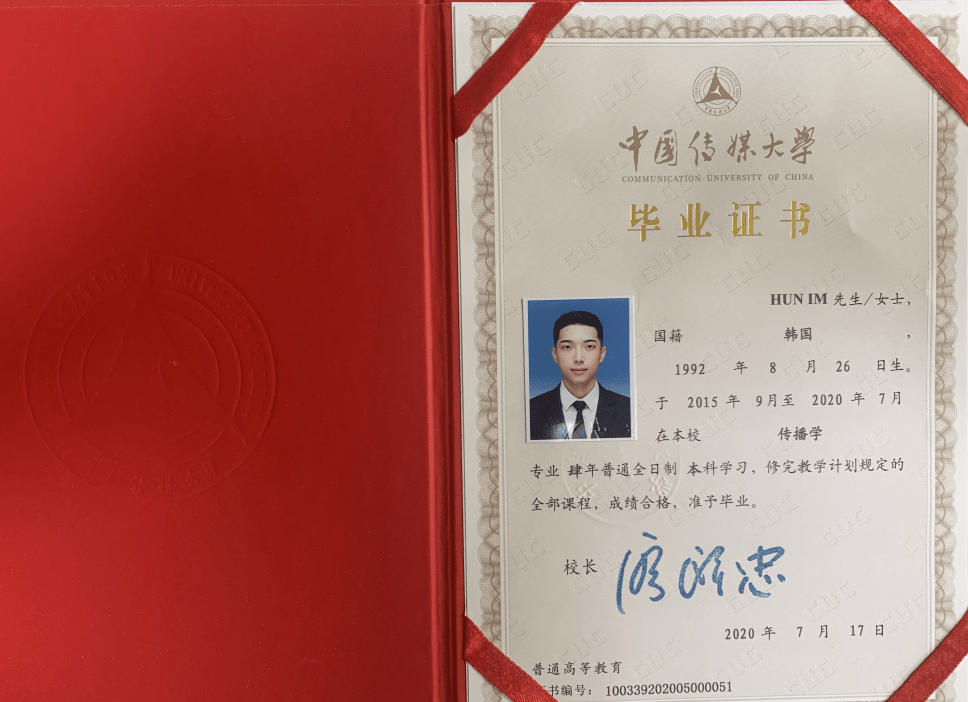 中国传媒大学
COMMUNICATION UNIVERSITY OF CHINA
毕业证书
HUN IM 先生/女士，
国籍 韩国 ，
1992 年 8 月 26 日生。
于 2015 年 9月至 2020 年 7月
在本校 传播学
专业 肆年普通全日制 本科学习，修完教学计划规定的
全部课程，成绩合格，准予毕业。
校长
2020 年 7 月 17 日
普通高等教育
书编号： 100339202005000051